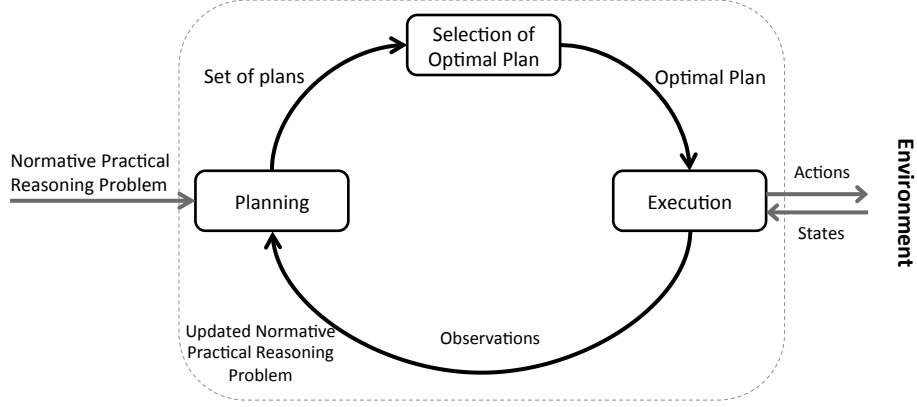 Selection of
Optimal Plan
Set of plans
Optimal Plan
Normative Practical
Reasoning Problem
Planning
Execution
Actions
States
Environment
Updated Normative
Practical Reasoning
Problem
Observations